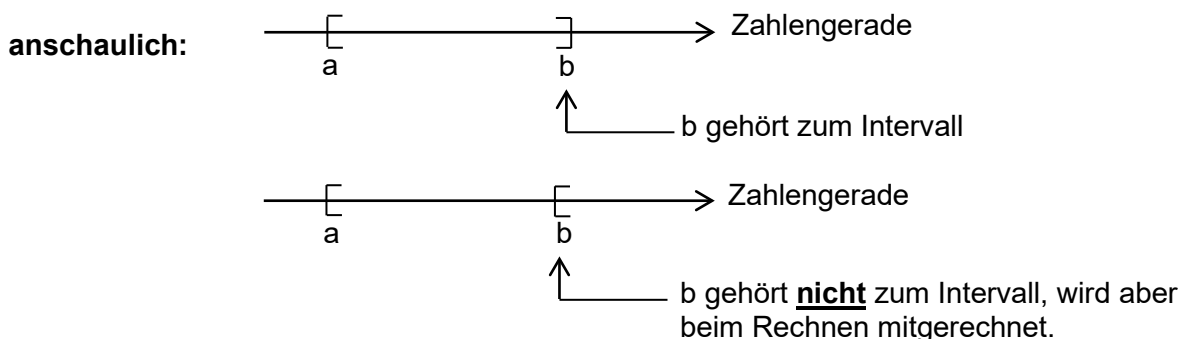 anschaulich:
Zahlengerade
a
b
b gehört zum Intervall
Zahlengerade
a
b
b gehört nicht zum Intervall, wird aber
beim Rechnen mitgerechnet.